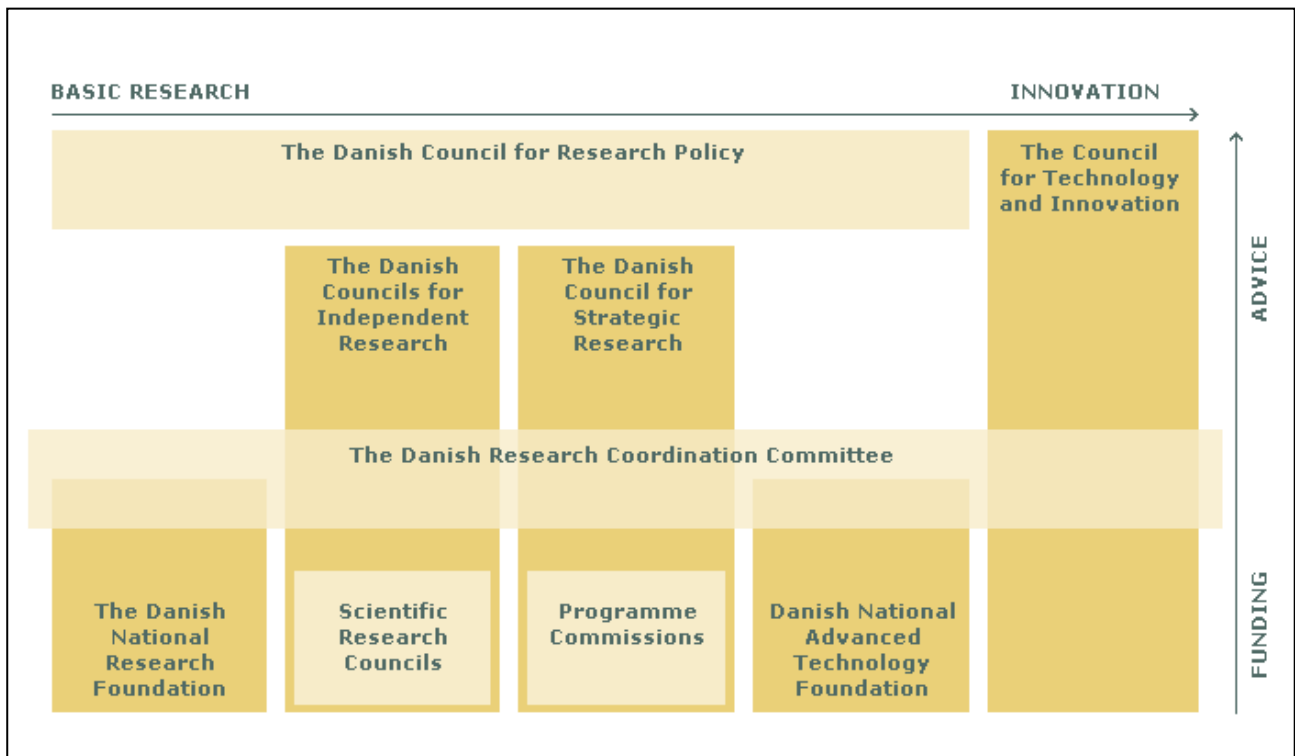 BASIC RESEARCH
INNOVATION
The Danish Council for Research Policy
The Council
for Technology
and Innovation
ADVICE
The Danish
Councils for
Independent
Research
The Danish
Council for
Strategic
Research
The Danish Research Coordination Committee
The Danish
National
Research
Foundation
Scientific
Research
Councils
Programme
Commissions
Danish National
Advanced
Technology
Foundation
FUNDING